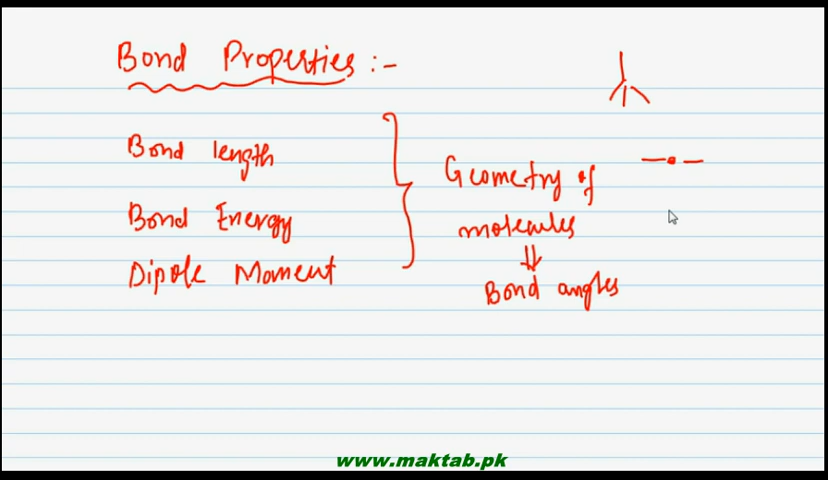 Bond Properties :-
Bond length
Bond Energy
Dipole Moment
Geometry of
molecules
⇓
Bond angles
www.maktab.pk